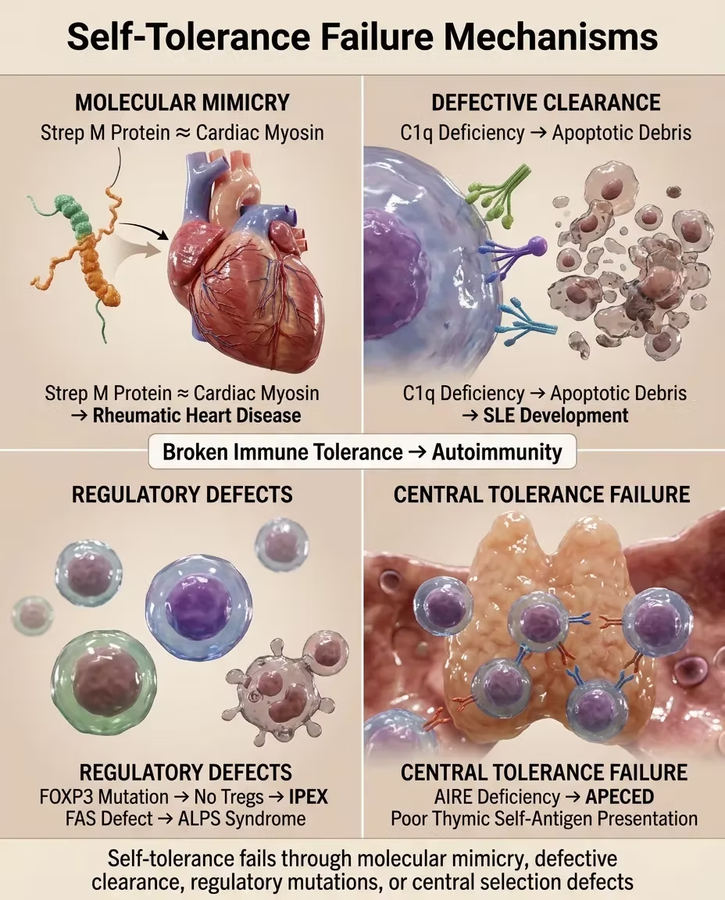 Self-Tolerance Failure Mechanisms
MOLECULAR MIMICRY
Strep M Protein ≈ Cardiac Myosin
Strep M Protein ≈ Cardiac Myosin
→ Rheumatic Heart Disease
DEFECTIVE CLEARANCE
C1q Deficiency → Apoptotic Debris
C1q Deficiency → Apoptotic Debris
→ SLE Development
Broken Immune Tolerance → Autoimmunity
REGULATORY DEFECTS
REGULATORY DEFECTS
FOXP3 Mutation → No Tregs → IPEX
FAS Defect → ALPS Syndrome
CENTRAL TOLERANCE FAILURE
CENTRAL TOLERANCE FAILURE
AIRE Deficiency → APECED
Poor Thymic Self-Antigen Presentation
Self-tolerance fails through molecular mimicry, defective
clearance, regulatory mutations, or central selection defects